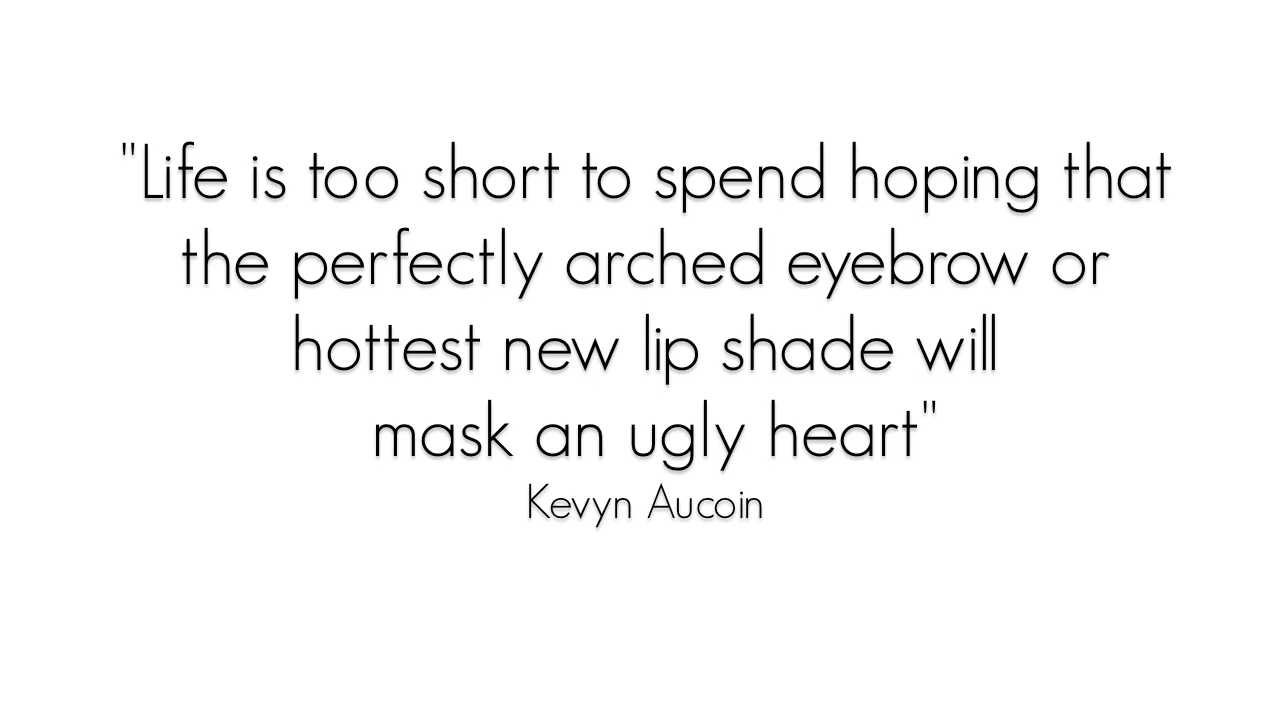 "Life is too short to spend hoping that
the perfectly arched eyebrow or
hottest new lip shade will
mask an ugly heart"
Kevyn Aucoin